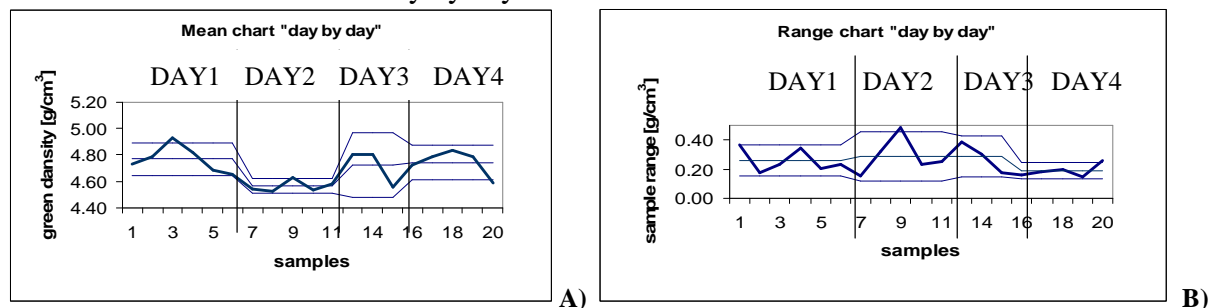 Mean chart "day by day"
DAY1 DAY2 DAY3 DAY4
green dansity [g/cm³]
5.20
5.00
4.80
4.60
4.40
1 3 5 7 9 11 14 16 18 20
samples
A)
Range chart "day by day"
DAY1 DAY2 DAY3 DAY4
sample range [g/cm³]
0.40
0.20
0.00
1 3 5 7 9 11 14 16 18 20
samples
B)